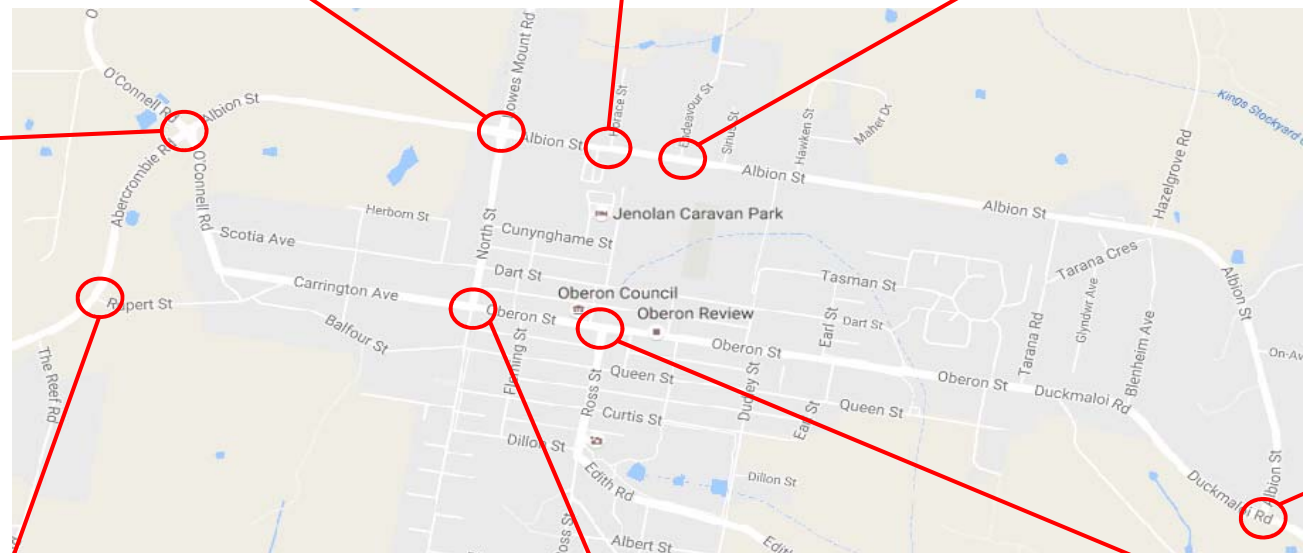 O'Connell Rd
Albion St
Lowes Mount Rd
Horace St
Endeavour St
Hawken St
Maher Dr
Kings Stockyard
Albion St
Albion St
Hazelgrove Rd
Abercrombie Rd
O'Connell Rd
Albion St
Herborn St
Jenolan Caravan Park
Scotia Ave
North St
Cunynghame St
Tarana Cres
Albion St
Dart St
Tasman St
Carrington Ave
Oberon Council
Rupert St
Oberon St
Oberon Review
Earl St
Dart St
Glyndwr Ave
Balfour St
Fleming St
Oberon St
Tarana Rd
Blenheim Ave
The Reef Rd
Queen St
Dudley St
Oberon St
Duckmaloi Rd
Ross St
Curtis St
Earl St
Queen St
Dillon St
Edith Rd
Dillon St
Albion St
Duckmaloi Rd
Ross St
Albert St